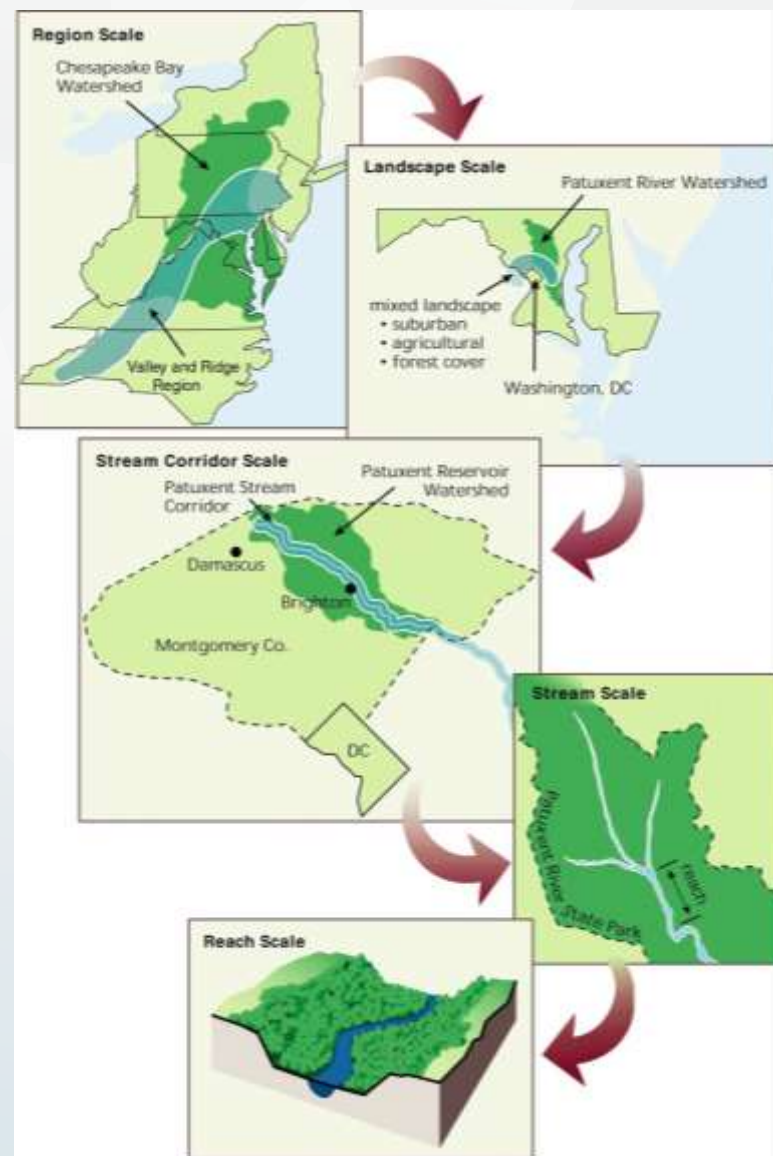 Region Scale
Chesapeake Bay
Watershed
Valley and Ridge
Region
Landscape Scale
Patuxent River Watershed
mixed landscape
• suburban
• agricultural
• forest cover
Washington, DC
Stream Corridor Scale
Patuxent Stream
Corridor
Patuxent Reservoir
Watershed
Damascus
Brighton
Montgomery Co.
DC
Stream Scale
Patuxent River
State Park
reach
Reach Scale